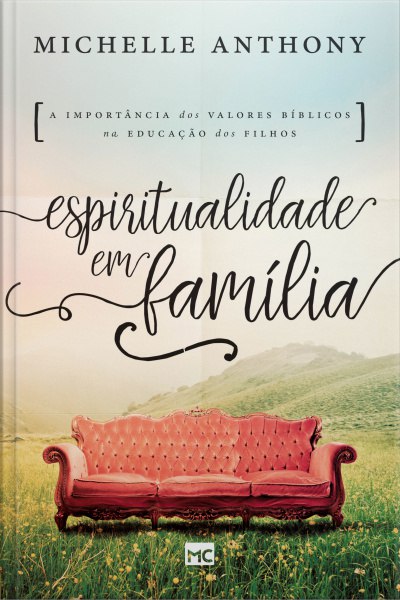 MICHELLE ANTHONY
A IMPORTÂNCIA dos VALORES BÍBLICOS
na EDUCAÇÃO dos FILHOS
espiritualidade
em família
MC